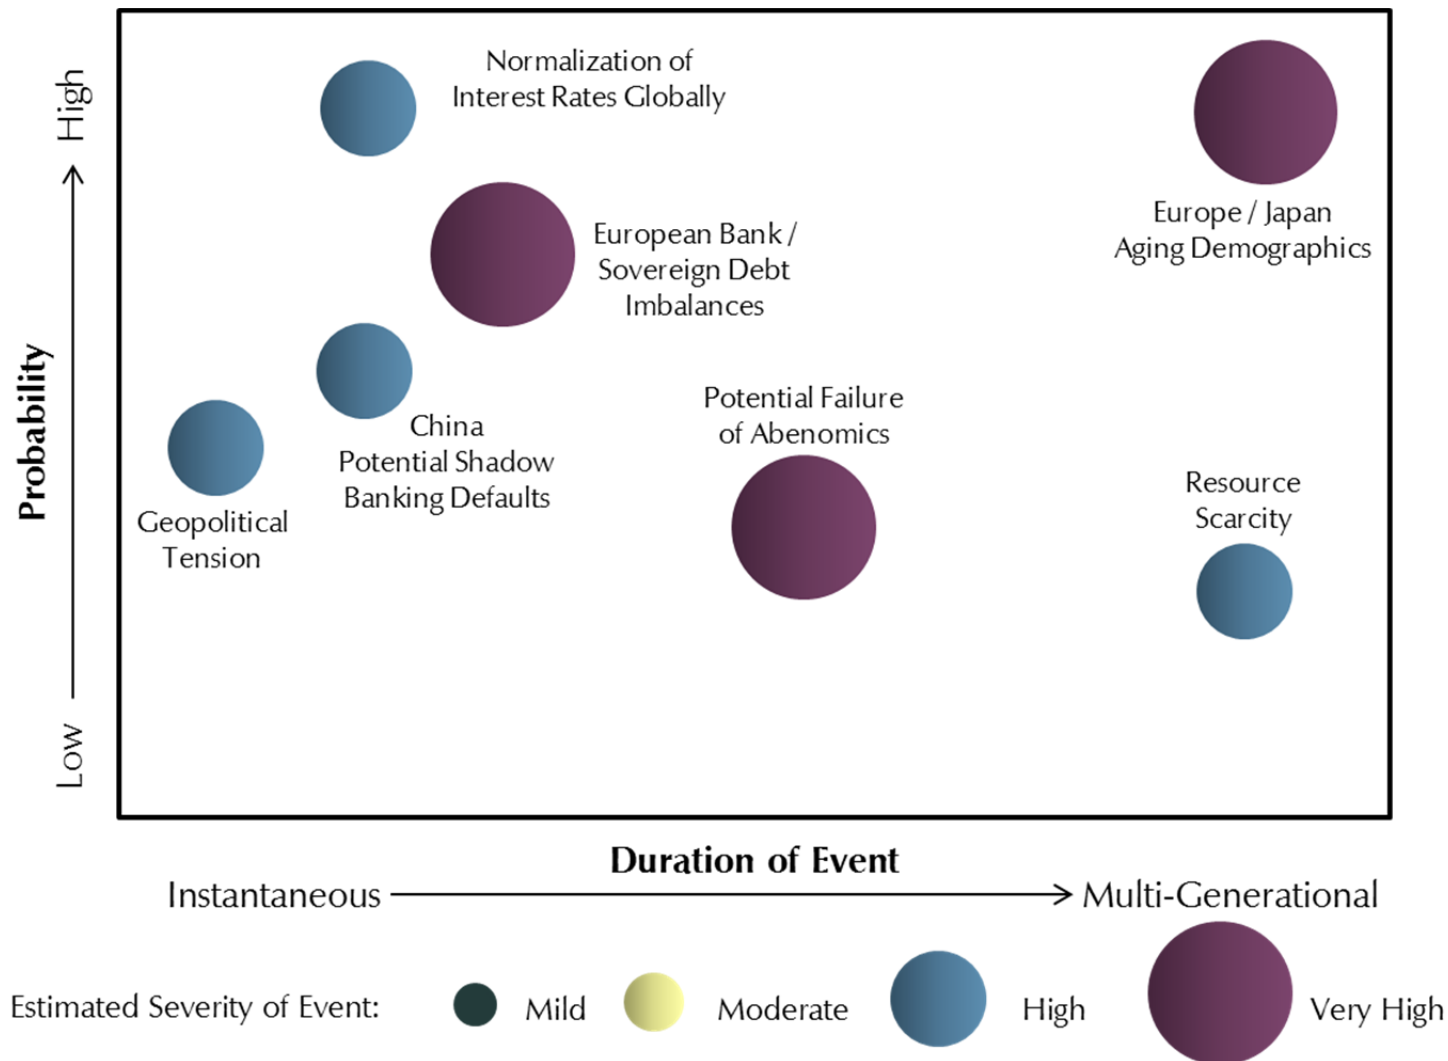 High
Probability
Low
Normalization of
Interest Rates Globally
European Bank /
Sovereign Debt
Imbalances
Europe / Japan
Aging Demographics
China
Potential Shadow
Banking Defaults
Geopolitical
Tension
Potential Failure
of Abenomics
Resource
Scarcity
Duration of Event
Instantaneous
Multi-Generational
Estimated Severity of Event:
Mild
Moderate
High
Very High